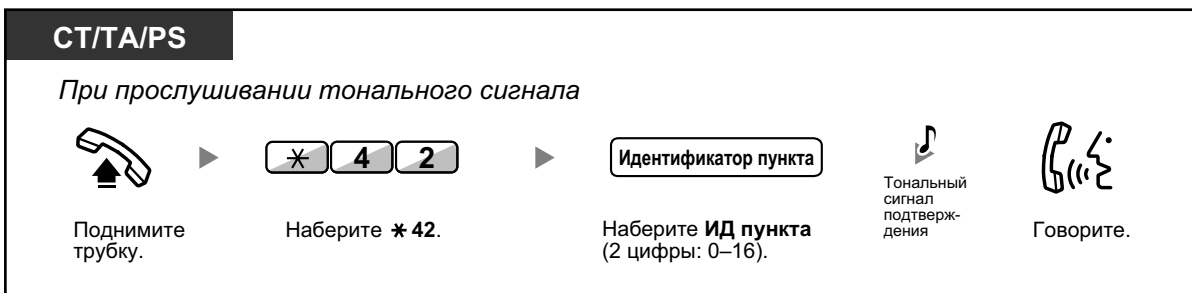 CT/TA/PS
При прослушивании тонального сигнала
* 4 2
Идентификатор пункта
Поднимите
трубку.
Наберите * 42.
Наберите ИД пункта
(2 цифры: 0–16).
Тональный
сигнал
подтверж-
дения
Говорите.